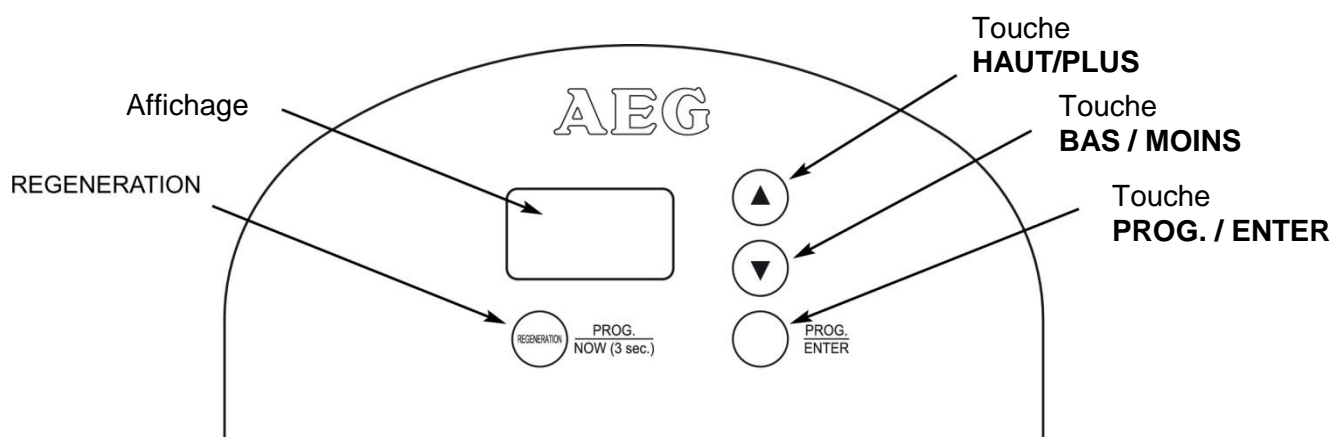 Touche
HAUT/PLUS
Affichage
AEG
Touche
BAS / MOINS
REGENERATION
Touche
PROG. / ENTER
REGENERATION
PROG.
NOW (3 sec.)
PROG.
ENTER